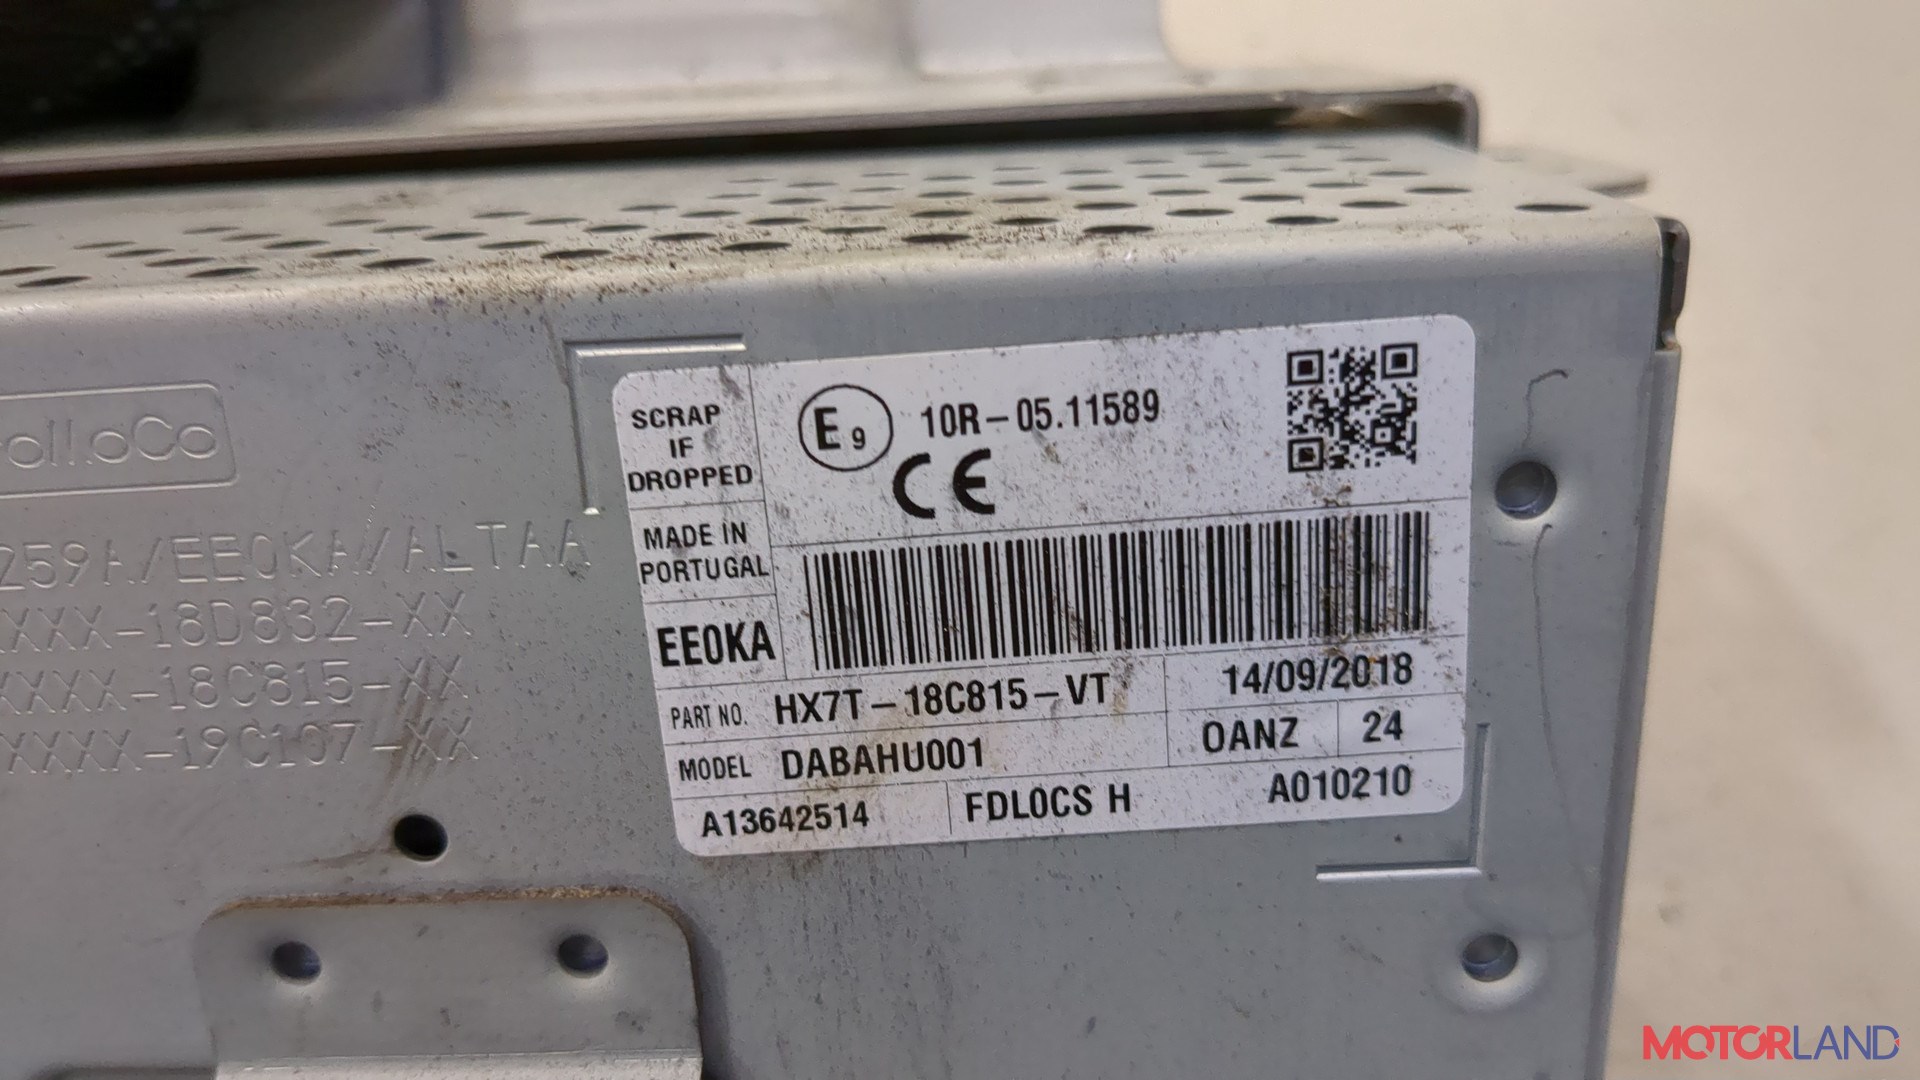 SCRAP
IF
DROPPED
E9 10R-05.11589
CE
MADE IN
PORTUGAL
EE0KA
PART NO. HX7T-18C815-VT
14/09/2018
MODEL DABAHU001
OANZ 24
A13642514
FDLOCS H A010210
259A/EE0KA//ALTAA
XXX-18D832-XX
XXXX-18C815-XX
XXXX-19C107-XX
MOTORLAND